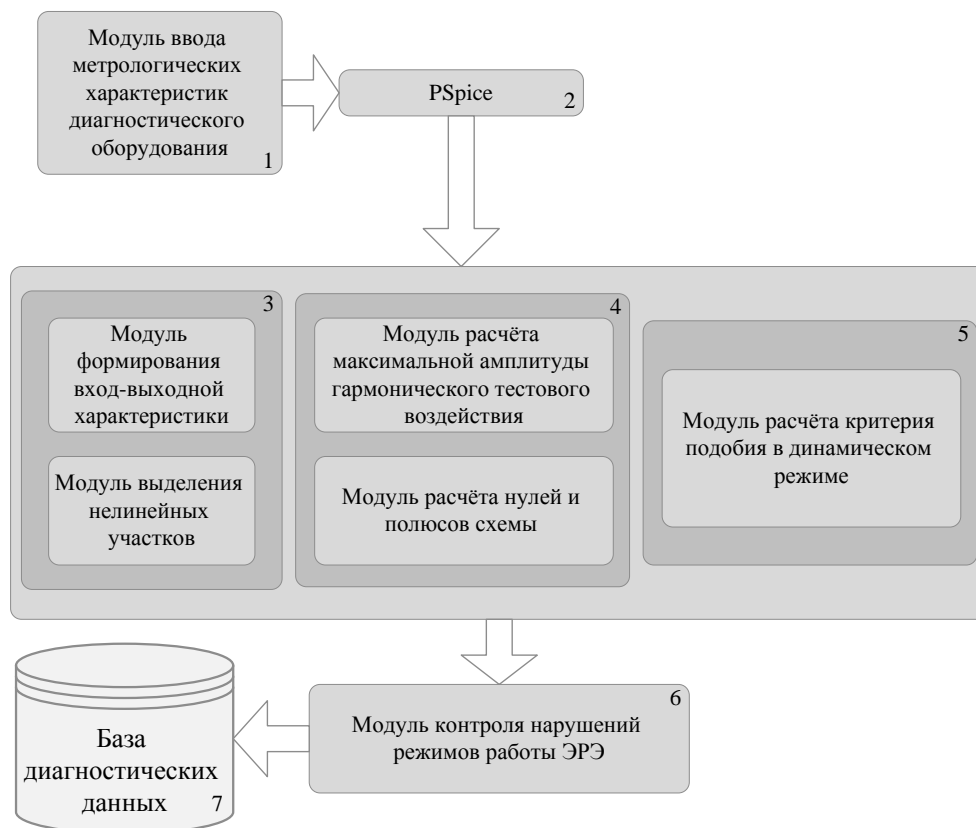 Модуль ввода
метрологических
характеристик
диагностического
оборудования
1
PSpice
2
3
Модуль
формирования
вход-выходной
характеристики
Модуль выделения
нелинейных
участков
4
Модуль расчёта
максимальной амплитуды
гармонического тестового
воздействия
Модуль расчёта нулей и
полюсов схемы
5
Модуль расчёта критерия
подобия в динамическом
режиме
6
Модуль контроля нарушений
режимов работы ЭРЭ
База
диагностических
данных
7